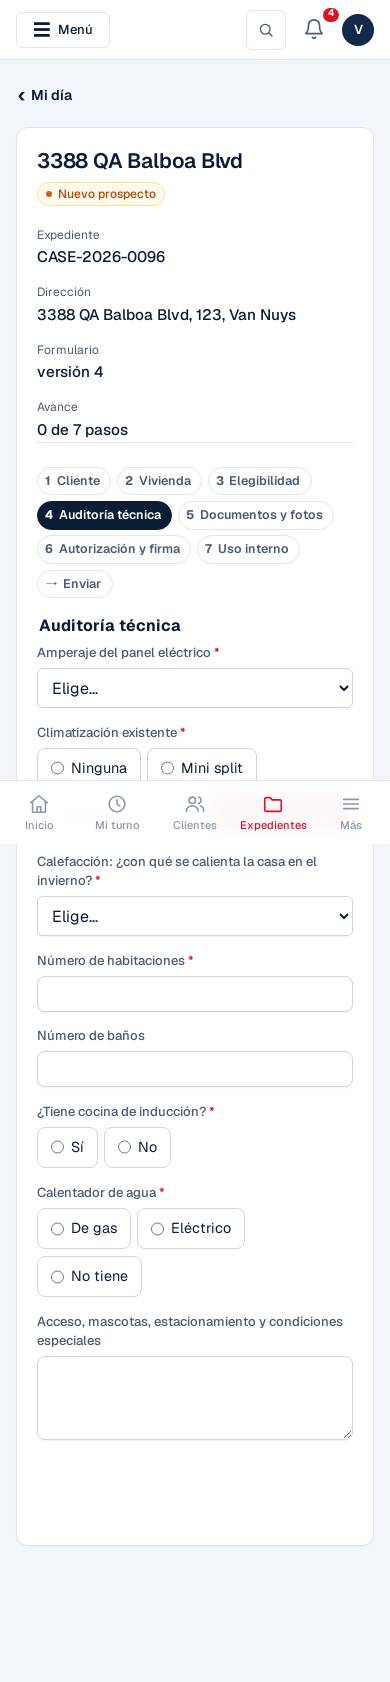 Menú
4
V
‹ Mi día
3388 QA Balboa Blvd
Nuevo prospecto
Expediente
CASE-2026-0096
Dirección
3388 QA Balboa Blvd, 123, Van Nuys
Formulario
versión 4
Avance
0 de 7 pasos
1 Cliente 2 Vivienda 3 Elegibilidad
4 Auditoría técnica 5 Documentos y fotos
6 Autorización y firma 7 Uso interno
→ Enviar
Auditoría técnica
Amperaje del panel eléctrico *
Elige...
Climatización existente *
Ninguna Mini split
Inicio Mi turno Clientes Expedientes Más
Calefacción: ¿con qué se calienta la casa en el
invierno? *
Elige...
Número de habitaciones *
Número de baños
¿Tiene cocina de inducción? *
Sí No
Calentador de agua *
De gas Eléctrico
No tiene
Acceso, mascotas, estacionamiento y condiciones
especiales